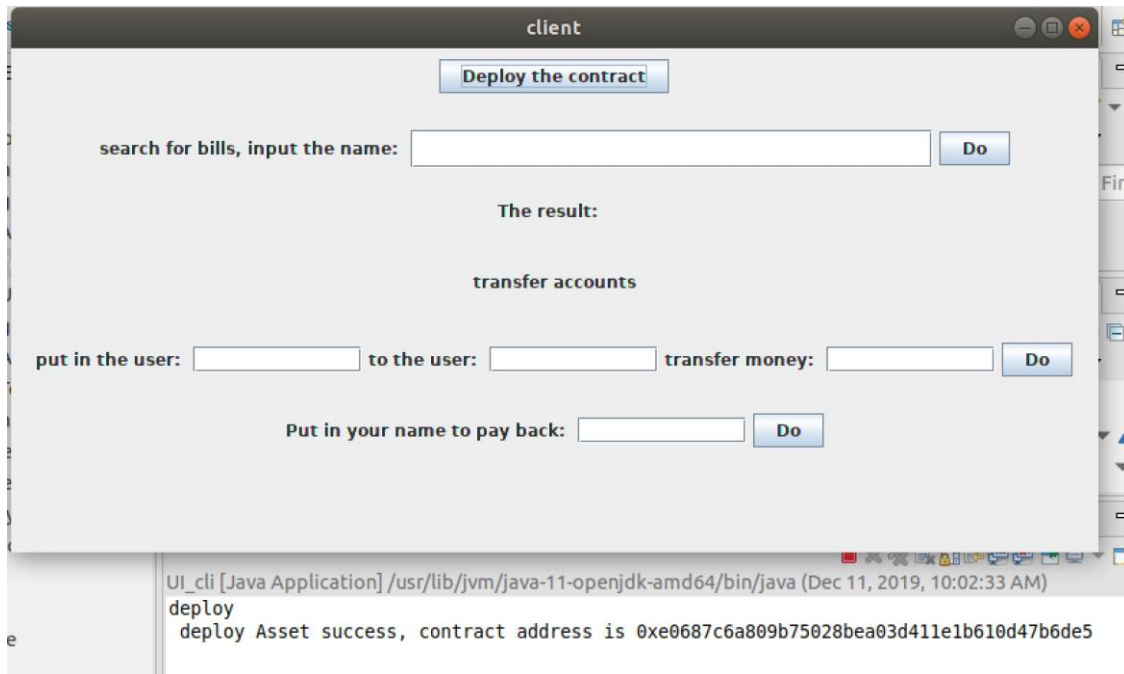 client
Deploy the contract
search for bills, input the name: Do
Fin
The result:
transfer accounts
put in the user: to the user: transfer money: Do
Put in your name to pay back: Do
UI_cli [Java Application] /usr/lib/jvm/java-11-openjdk-amd64/bin/java (Dec 11, 2019, 10:02:33 AM)
deploy
deploy Asset success, contract address is 0xe0687c6a809b75028bea03d411e1b610d47b6de5
e